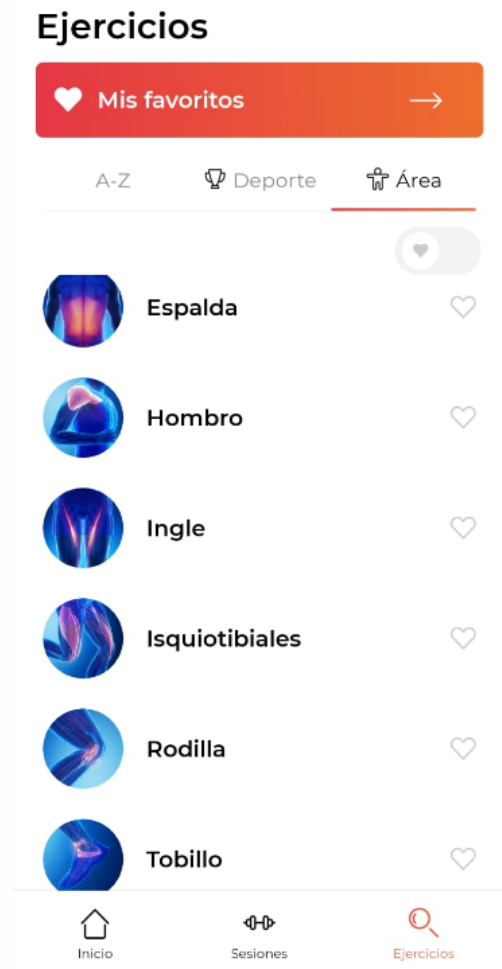 Ejercicios
Mis favoritos
A-Z Deporte Área
Espalda
Hombro
Ingle
Isquiotibiales
Rodilla
Tobillo
Inicio Sesiones Ejercicios